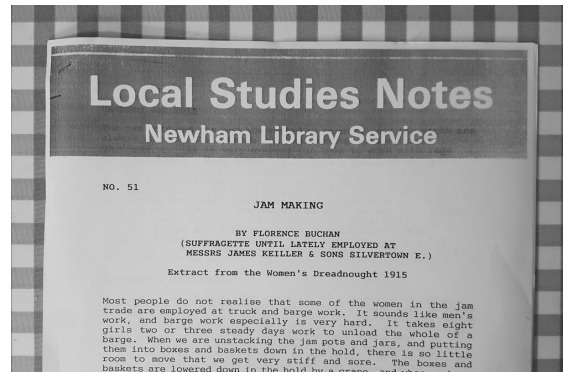 Local Studies Notes
Newham Library Service
NO. 51
JAM MAKING
BY FLORENCE BUCHAN
(SUFFRAGETTE UNTIL LATELY EMPLOYED AT
MESSRS JAMES KEILLER & SONS SILVERTOWN E.)
Extract from the Women's Dreadnought 1915
Most people do not realise that some of the women in the jam
trade are employed at truck and barge work. It sounds like men's
work, and barge work especially is very hard. It takes eight
girls two or three steady days work to unload the whole of a
barge. When we are unstacking the jam pots and jars, and putting
them into boxes and baskets down in the hold, there is so little
room to move that we get very stiff and sore. The boxes and
baskets are lowered down in the hold by a crane, and